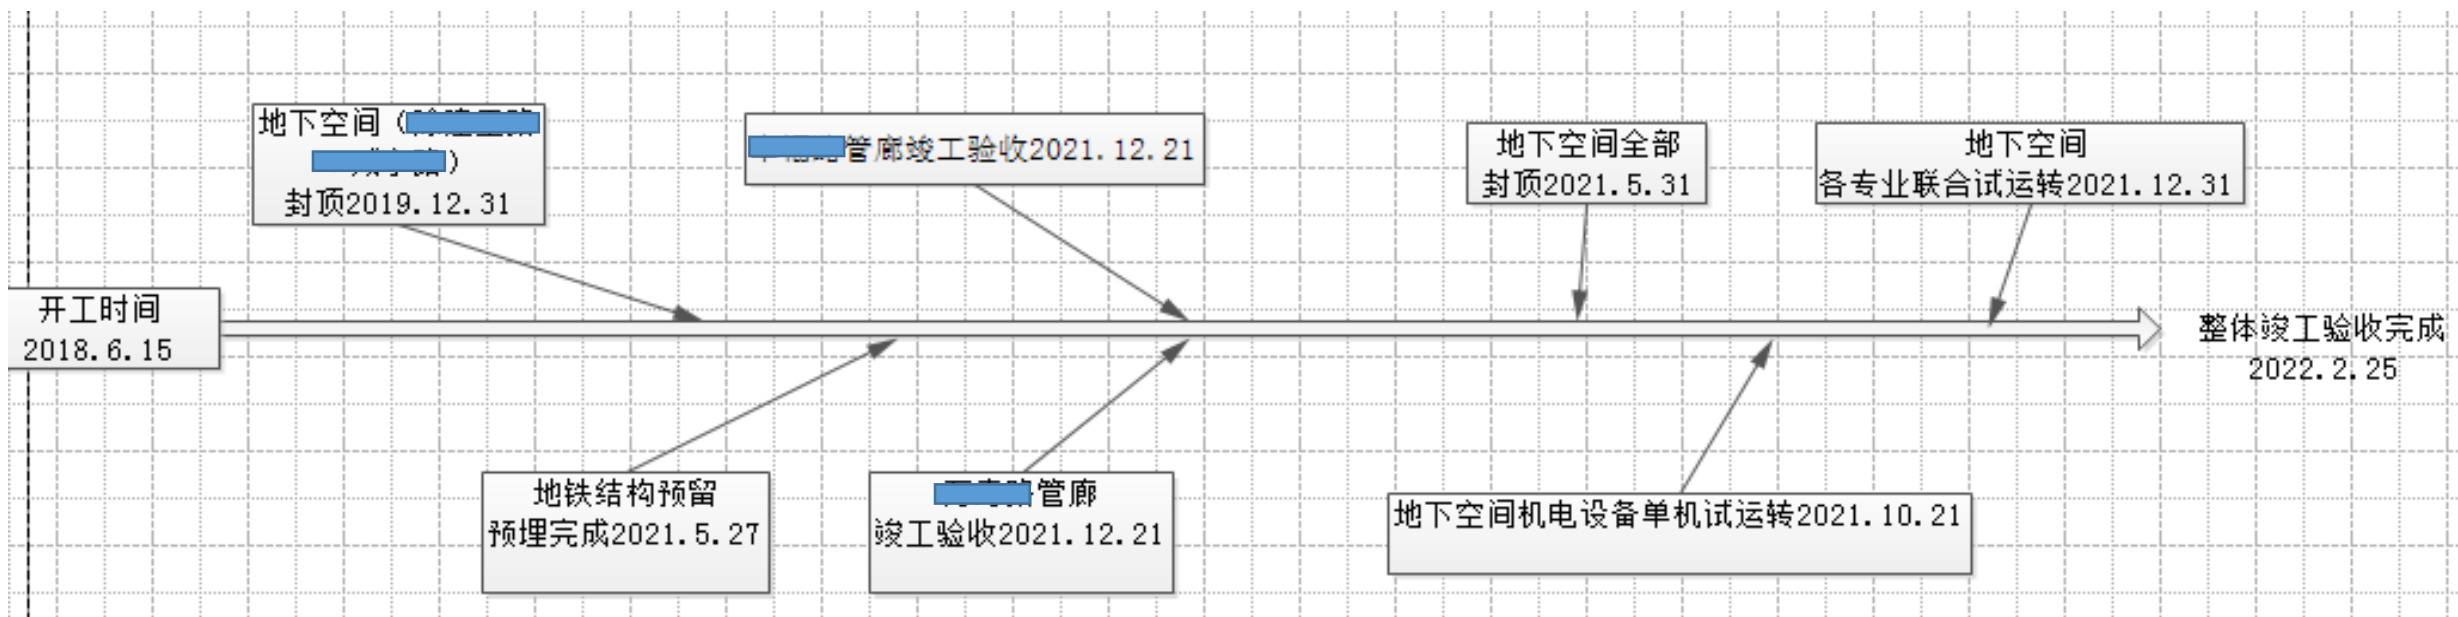 地下空间（
）
封顶2019.12.31
管廊竣工验收2021.12.21
地下空间全部
封顶2021.5.31
地下空间
各专业联合试运转2021.12.31
开工时间
2018.6.15
整体竣工验收完成
2022.2.25
地铁结构预留
预埋完成2021.5.27
管廊
竣工验收2021.12.21
地下空间机电设备单机试运转2021.10.21